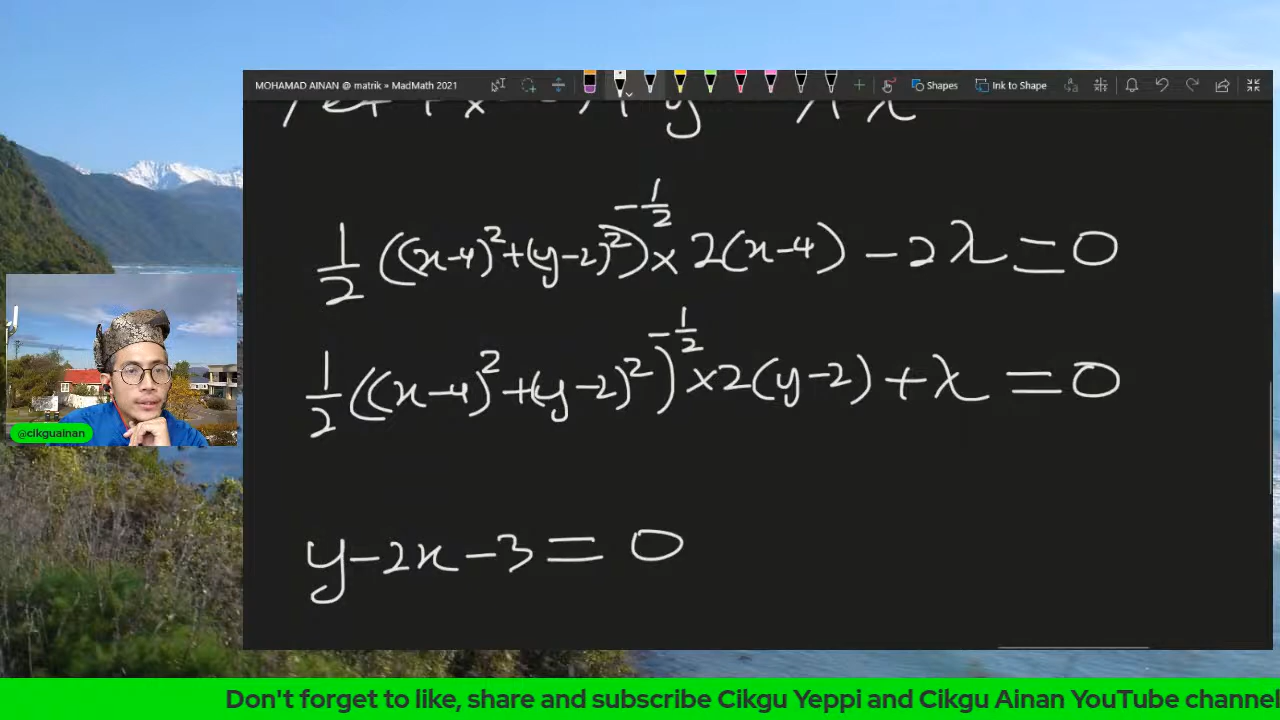 MOHAMAD AINAN @ matrik » MadMath 2021
Shapes
Ink to Shape
1/2 ((x-4)²+(y-2)²)^(-1/2) × 2(x-4) - 2λ = 0
1/2 ((x-4)²+(y-2)²)^(-1/2) × 2(y-2) + λ = 0
@cikguainan
y-2x-3 = 0
Don't forget to like, share and subscribe Cikgu Yeppi and Cikgu Ainan YouTube channel